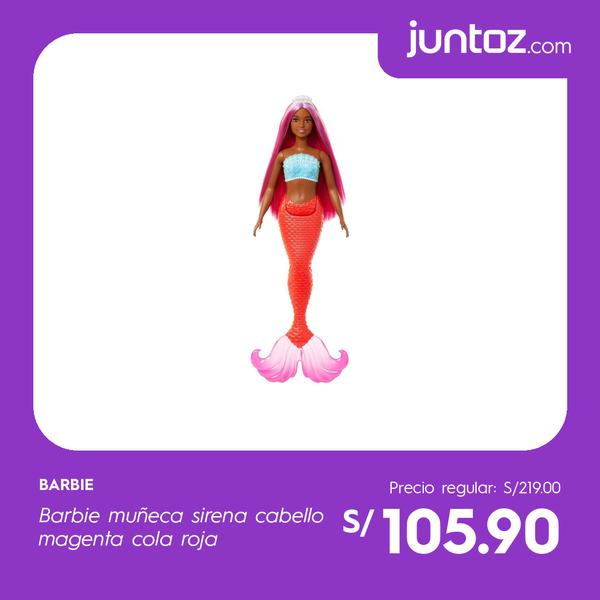 juntoz.com
BARBIE
Barbie muñeca sirena cabello
magenta cola roja
Precio regular: S/219.00
S/105.90